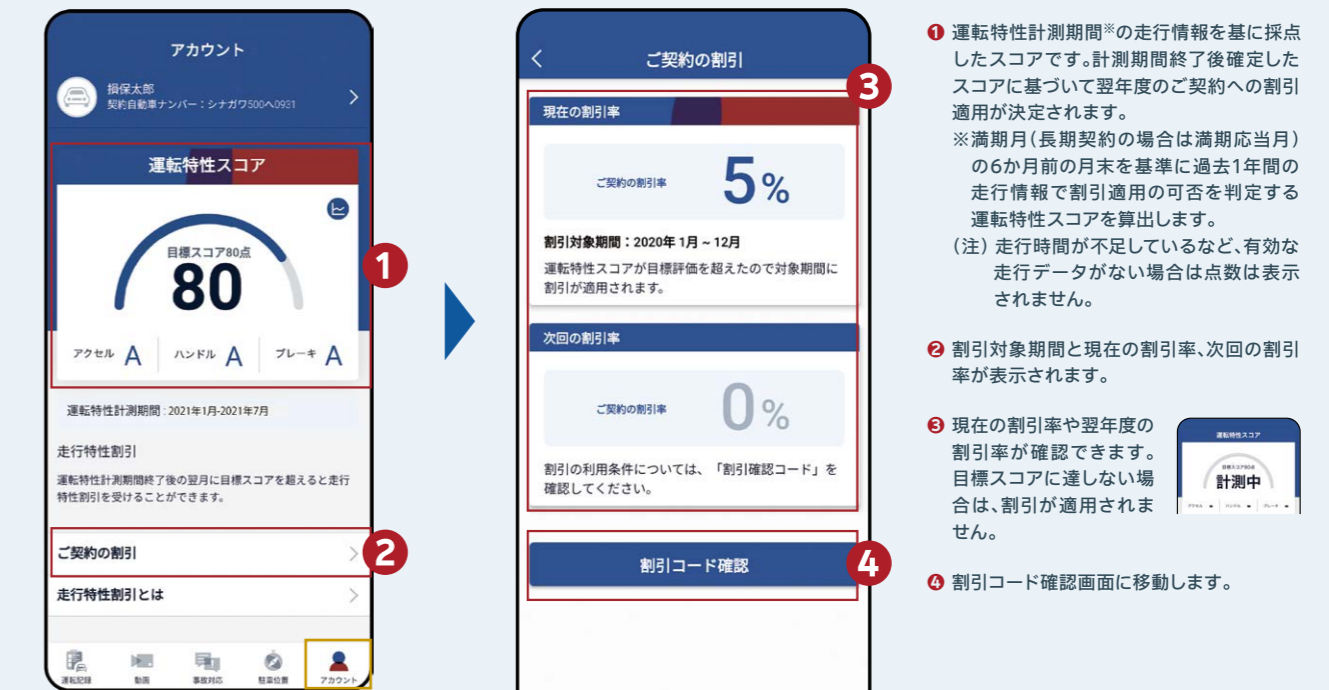 アカウント
損保太郎
契約自動車ナンバー：シナガワ500へ0931
運転特性スコア
目標スコア80点
80
アクセル A ハンドル A ブレーキ A
運転特性計測期間：2021年1月-2021年7月
走行特性割引
運転特性計測期間終了後の翌月に目標スコアを超えると走行
特性割引を受けることができます。
ご契約の割引
走行特性割引とは
運転記録 動画 事故対応 駐車位置 アカウント
1
2
ご契約の割引
現在の割引率
ご契約の割引率 5%
割引対象期間：2020年 1月 ~ 12月
運転特性スコアが目標評価を超えたので対象期間に
割引が適用されます。
次回の割引率
ご契約の割引率 0%
割引の利用条件については、「割引確認コード」を
確認してください。
割引コード確認
3
4
❶ 運転特性計測期間※の走行情報を基に採点
したスコアです。計測期間終了後確定した
スコアに基づいて翌年度のご契約への割引
適用が決定されます。
※満期月（長期契約の場合は満期応当月）
の6か月前の月末を基準に過去1年間の
走行情報で割引適用の可否を判定する
運転特性スコアを算出します。
（注）走行時間が不足しているなど、有効な
走行データがない場合は点数は表示
されません。
❷ 割引対象期間と現在の割引率、次回の割引
率が表示されます。
❸ 現在の割引率や翌年度の
割引率が確認できます。
目標スコアに達しない場
合は、割引が適用されま
せん。
運転特性スコア
目標スコア80点
計測中
アクセル - ハンドル - ブレーキ -
❹ 割引コード確認画面に移動します。